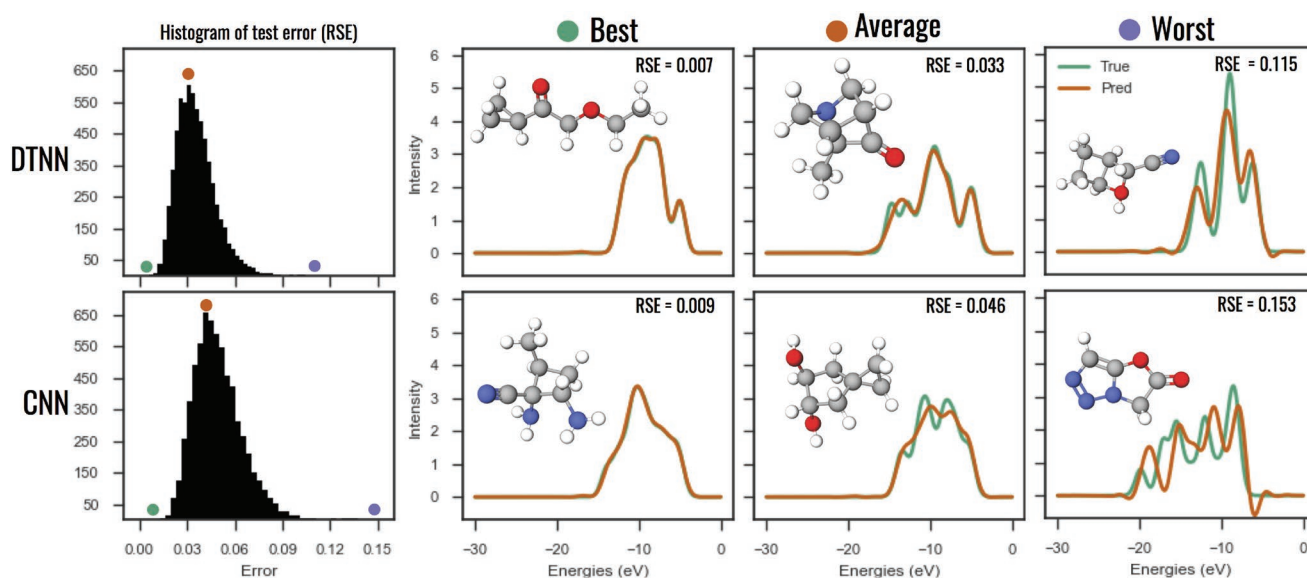 Histogram of test error (RSE)
Best
Average
Worst
DTNN
650
550
450
350
250
150
50
6
5
4
3
2
1
0
Intensity
RSE = 0.007
RSE = 0.033
True
Pred
RSE = 0.115
CNN
650
550
450
350
250
150
50
0.00
0.03
0.06
0.09
0.12
0.15
Error
6
5
4
3
2
1
0
Intensity
RSE = 0.009
−30
−20
−10
0
Energies (eV)
RSE = 0.046
−30
−20
−10
0
Energies (eV)
RSE = 0.153
−30
−20
−10
0
Energies (eV)